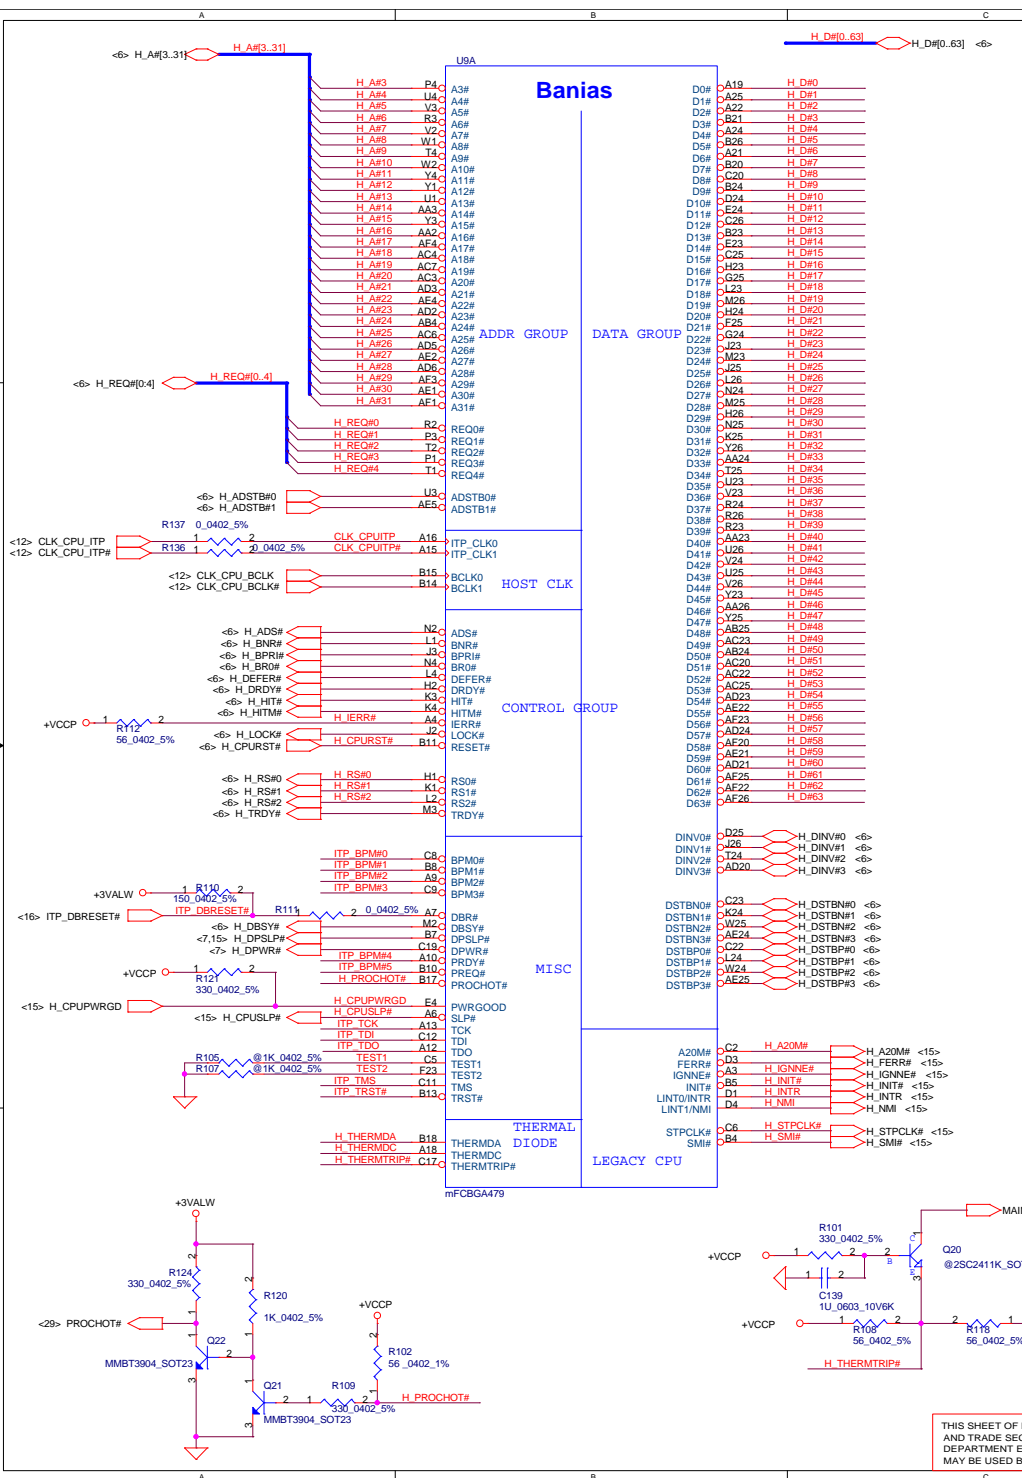 A B C
<6> H_A#[3..31] H_A#[3..31] H_D#[0..63] H_D#[0..63] <6>
U9A
Banias
H_A#3 P4 A3# D0# A19 H_D#0
H_A#4 U4 A4# D1# A25 H_D#1
H_A#5 V3 A5# D2# A22 H_D#2
H_A#6 R3 A6# D3# B21 H_D#3
H_A#7 V2 A7# D4# A24 H_D#4
H_A#8 W1 A8# D5# B26 H_D#5
H_A#9 T4 A9# D6# A21 H_D#6
H_A#10 W2 A10# D7# B20 H_D#7
H_A#11 Y4 A11# D8# C20 H_D#8
H_A#12 Y1 A12# D9# B24 H_D#9
H_A#13 U1 A13# D10# D24 H_D#10
H_A#14 AA3 A14# D11# E24 H_D#11
H_A#15 Y3 A15# D12# C26 H_D#12
H_A#16 AA2 A16# D13# B23 H_D#13
H_A#17 AF4 A17# D14# E23 H_D#14
H_A#18 AC4 A18# D15# C25 H_D#15
H_A#19 AC7 A19# D16# H23 H_D#16
H_A#20 AC3 A20# D17# G25 H_D#17
H_A#21 AD3 A21# D18# L23 H_D#18
H_A#22 AE4 A22# D19# M26 H_D#19
H_A#23 AD2 A23# D20# H24 H_D#20
H_A#24 AB4 A24# D21# F25 H_D#21
ADDR GROUP DATA GROUP
H_A#25 AC6 A25# D22# G24 H_D#22
H_A#26 AD5 A26# D23# J23 H_D#23
H_A#27 AE2 A27# D24# M23 H_D#24
H_A#28 AD6 A28# D25# J25 H_D#25
H_A#29 AF3 A29# D26# L26 H_D#26
H_A#30 AE1 A30# D27# N24 H_D#27
H_A#31 AF1 A31# D28# M25 H_D#28
<6> H_REQ#[0:4] H_REQ#[0..4]
D29# H26 H_D#29
H_REQ#0 R2 REQ0# D30# N25 H_D#30
H_REQ#1 P3 REQ1# D31# K25 H_D#31
H_REQ#2 T2 REQ2# D32# Y26 H_D#32
H_REQ#3 P1 REQ3# D33# AA24 H_D#33
H_REQ#4 T1 REQ4# D34# T25 H_D#34
D35# U23 H_D#35
<6> H_ADSTB#0 U3 ADSTB0# D36# V23 H_D#36
<6> H_ADSTB#1 AE5 ADSTB1# D37# R24 H_D#37
D38# R26 H_D#38
R137 0_0402_5% D39# R23 H_D#39
<12> CLK_CPU_ITP 1 2 CLK_CPUITP A16 ITP_CLK0 D40# AA23 H_D#40
<12> CLK_CPU_ITP# R136 1 2 0_0402_5% CLK_CPUITP# A15 ITP_CLK1 D41# U26 H_D#41
D42# V24 H_D#42
<12> CLK_CPU_BCLK B15 BCLK0 D43# U25 H_D#43
<12> CLK_CPU_BCLK# B14 BCLK1 HOST CLK D44# V26 H_D#44
D45# Y23 H_D#45
D46# AA26 H_D#46
D47# Y25 H_D#47
<6> H_ADS# N2 ADS# D48# AB25 H_D#48
<6> H_BNR# L1 BNR# D49# AC23 H_D#49
<6> H_BPRI# J3 BPRI# D50# AB24 H_D#50
<6> H_BR0# N4 BR0# D51# AC20 H_D#51
<6> H_DEFER# L4 DEFER# D52# AC22 H_D#52
<6> H_DRDY# H2 DRDY# D53# AC25 H_D#53
<6> H_HIT# K3 HIT# D54# AD23 H_D#54
<6> H_HITM# K4 HITM# CONTROL GROUP D55# AE22 H_D#55
+VCCP 1 2 H_IERR# A4 IERR# D56# AF23 H_D#56
R112
56_0402_5%
<6> H_LOCK# J2 LOCK# D57# AD24 H_D#57
<6> H_CPURST# H_CPURST# B11 RESET# D58# AF20 H_D#58
D59# AE21 H_D#59
D60# AD21 H_D#60
<6> H_RS#0 H_RS#0 H1 RS0# D61# AF25 H_D#61
<6> H_RS#1 H_RS#1 K1 RS1# D62# AF22 H_D#62
<6> H_RS#2 H_RS#2 L2 RS2# D63# AF26 H_D#63
<6> H_TRDY# M3 TRDY#
DINV0# D25 H_DINV#0 <6>
DINV1# J26 H_DINV#1 <6>
ITP_BPM#0 C8 BPM0# DINV2# T24 H_DINV#2 <6>
ITP_BPM#1 B8 BPM1# DINV3# AD20 H_DINV#3 <6>
ITP_BPM#2 A9 BPM2#
ITP_BPM#3 C9 BPM3#
+3VALW 1 R110 2
150_0402_5%
DSTBN0# C23 H_DSTBN#0 <6>
<16> ITP_DBRESET# ITP_DBRESET# R111 1 2 0_0402_5% A7 DBR# DSTBN1# K24 H_DSTBN#1 <6>
<6> H_DBSY# M2 DBSY# DSTBN2# W25 H_DSTBN#2 <6>
<7,15> H_DPSLP# B7 DPSLP# DSTBN3# AE24 H_DSTBN#3 <6>
<7> H_DPWR# C19 DPWR# DSTBP0# C22 H_DSTBP#0 <6>
ITP_BPM#4 A10 PRDY# DSTBP1# L24 H_DSTBP#1 <6>
ITP_BPM#5 B10 PREQ# MISC DSTBP2# W24 H_DSTBP#2 <6>
H_PROCHOT# B17 PROCHOT# DSTBP3# AE25 H_DSTBP#3 <6>
+VCCP 1 2
R121
330_0402_5%
<15> H_CPUPWRGD H_CPUPWRGD E4 PWRGOOD
<15> H_CPUSLP# H_CPUSLP# A6 SLP#
ITP_TCK A13 TCK
ITP_TDI C12 TDI
ITP_TDO A12 TDO A20M# C2 H_A20M# H_A20M# <15>
R105 @1K_0402_5% TEST1 C5 TEST1 FERR# D3 H_FERR# <15>
R107 @1K_0402_5% TEST2 F23 TEST2 IGNNE# A3 H_IGNNE# H_IGNNE# <15>
ITP_TMS C11 TMS INIT# B5 H_INIT# H_INIT# <15>
ITP_TRST# B13 TRST# LINT0/INTR D1 H_INTR H_INTR <15>
LINT1/NMI D4 H_NMI H_NMI <15>
THERMAL
DIODE
STPCLK# C6 H_STPCLK# H_STPCLK# <15>
H_THERMDA B18 THERMDA SMI# B4 H_SMI# H_SMI# <15>
H_THERMDC A18 THERMDC
H_THERMTRIP# C17 THERMTRIP# LEGACY CPU
mFCBGA479
+3VALW
R124
330_0402_5%
2 1
R120
1K_0402_5%
2 1
<29> PROCHOT#
Q22
MMBT3904_SOT23
1 2 3
+VCCP
R102
56_0402_1%
2 1
Q21
MMBT3904_SOT23
1 2 3
R109
1 2
330_0402_5%
H_PROCHOT#
R101
330_0402_5%
+VCCP 1 2
2 B C E 1 3
MAI
Q20
@2SC2411K_SO
1 2
C139
1U_0603_10V6K
+VCCP 1 2 2 1
R108
56_0402_5%
R118
56_0402_5%
H_THERMTRIP#
THIS SHEET OF
AND TRADE SEC
DEPARTMENT E
MAY BE USED B
A B C